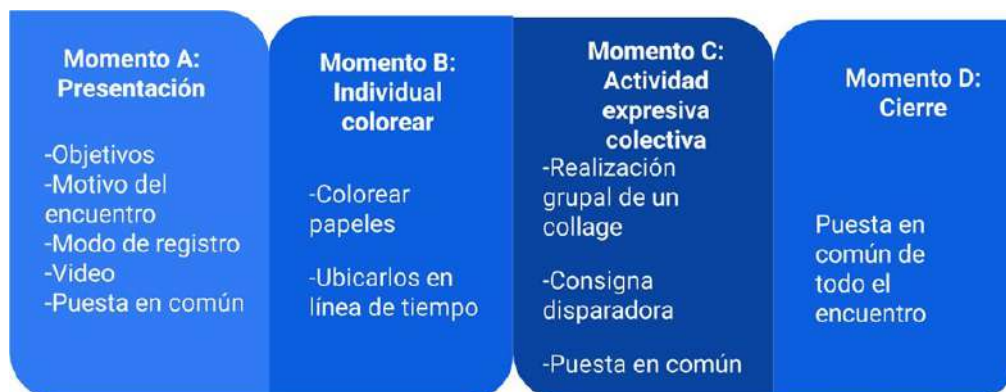 Momento A:
Presentación
-Objetivos
-Motivo del
encuentro
-Modo de registro
-Video
-Puesta en común
Momento B:
Individual
colorear
-Colorear
papeles
-Ubicarlos en
línea de tiempo
Momento C:
Actividad
expresiva
colectiva
-Realización
grupal de un
collage
-Consigna
disparadora
-Puesta en común
Momento D:
Cierre
Puesta en
común de
todo el
encuentro